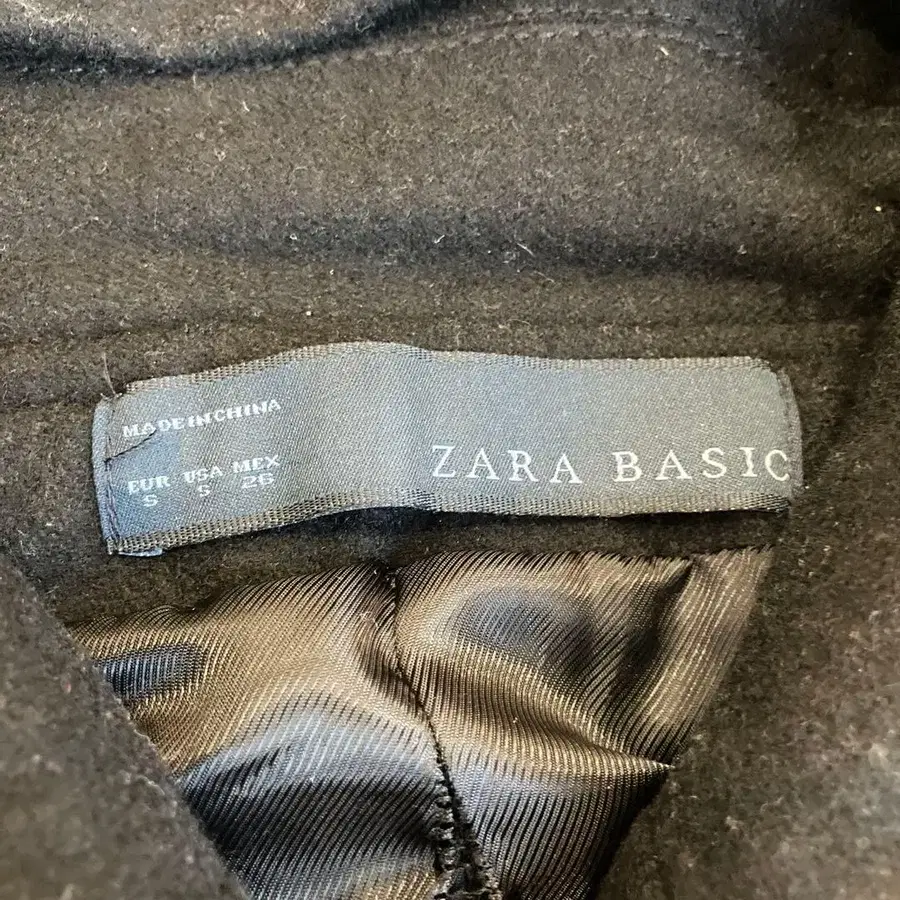 MADE IN CHINA
EUR USA MEX
S S 26
ZARA BASIC